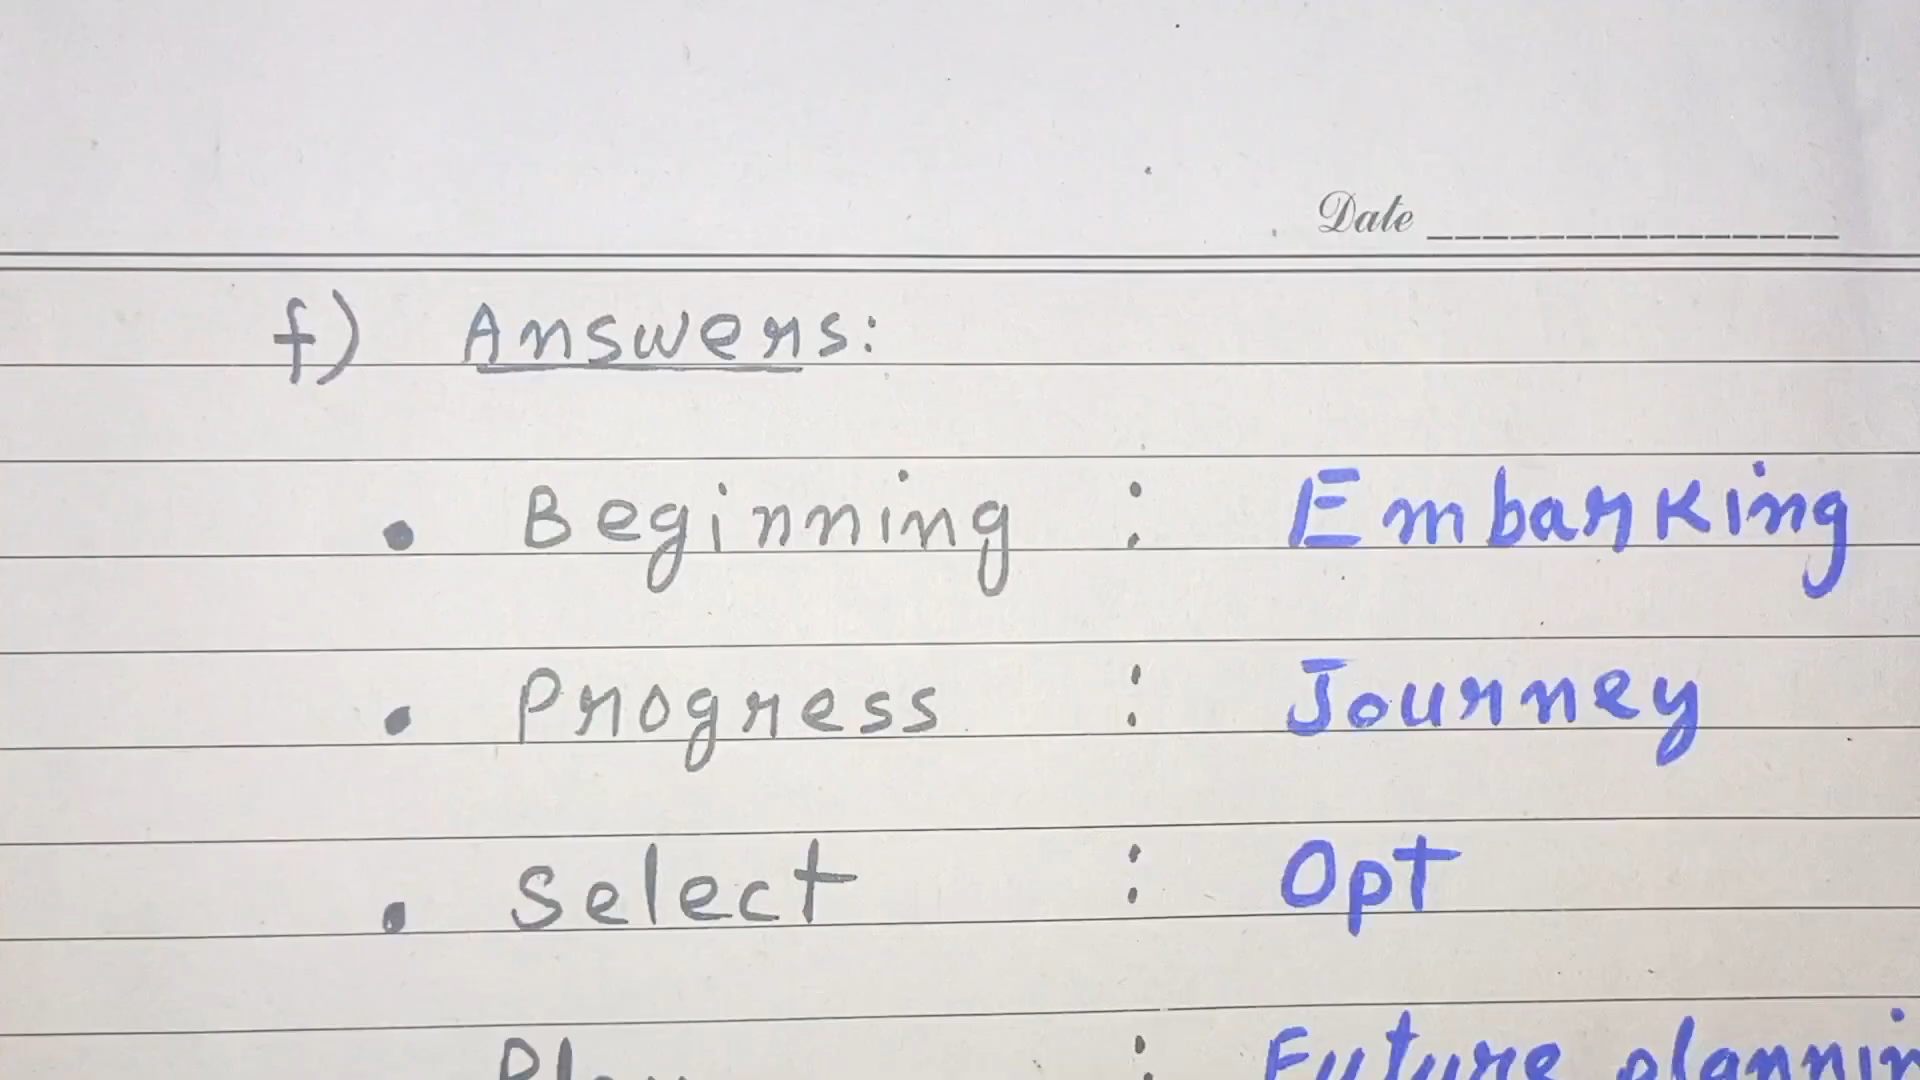 Date
f) Answers:
• Beginning : Embarking
• Progress : Journey
• Select : Opt
: Future